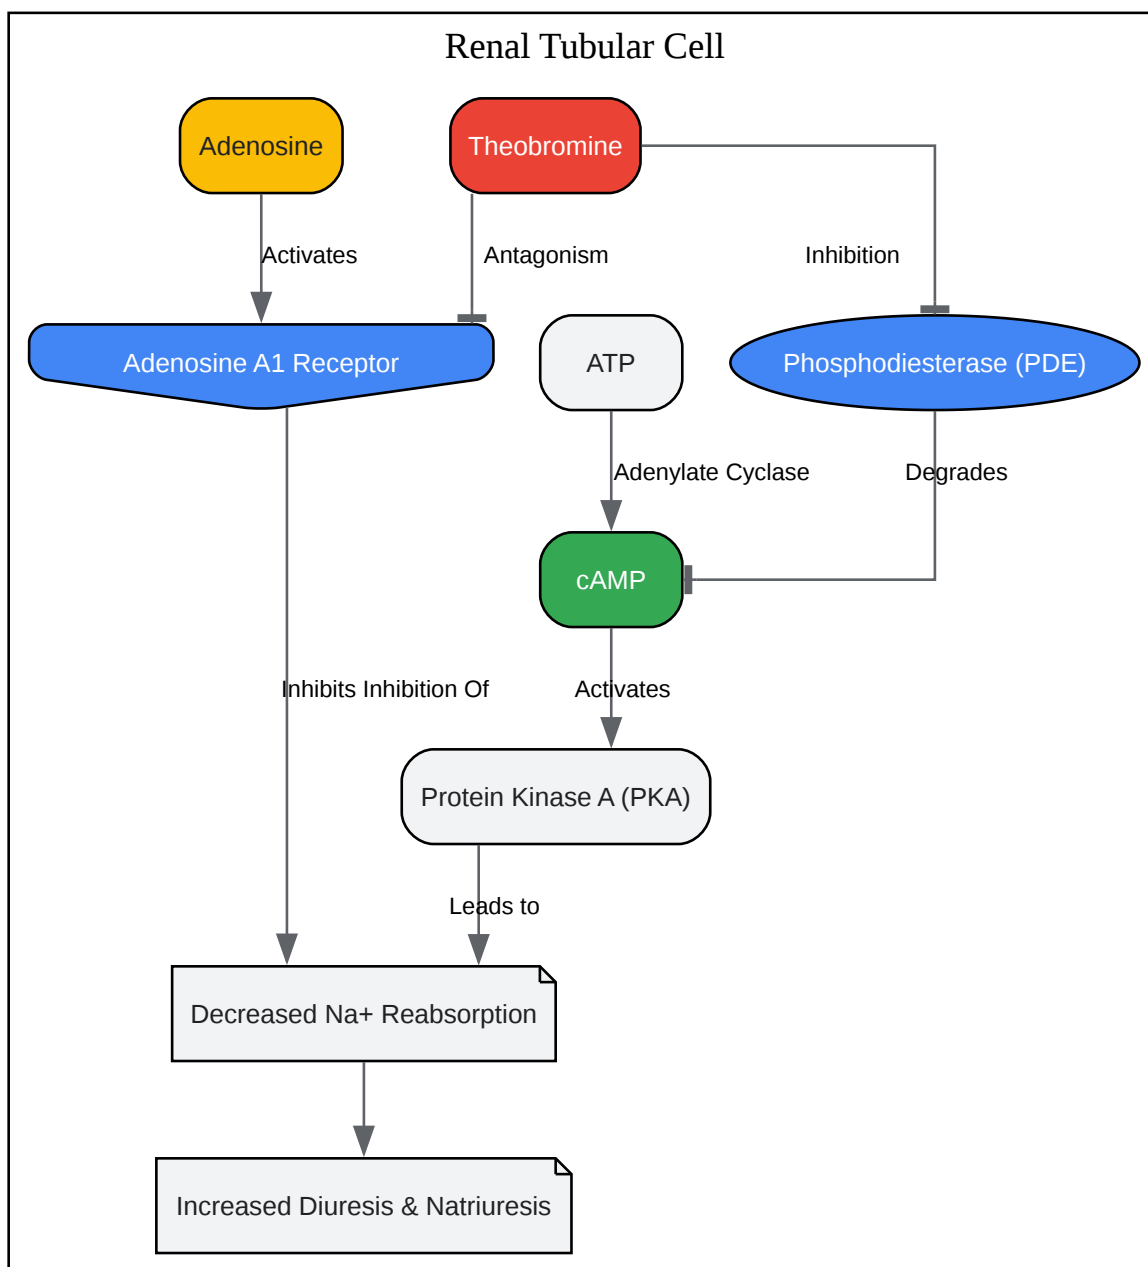 Renal Tubular Cell
Adenosine
Theobromine
Activates
Antagonism
Inhibition
Adenosine A1 Receptor
ATP
Phosphodiesterase (PDE)
Adenylate Cyclase
Degrades
cAMP
Inhibits Inhibition Of
Activates
Protein Kinase A (PKA)
Leads to
Decreased Na+ Reabsorption
Increased Diuresis & Natriuresis